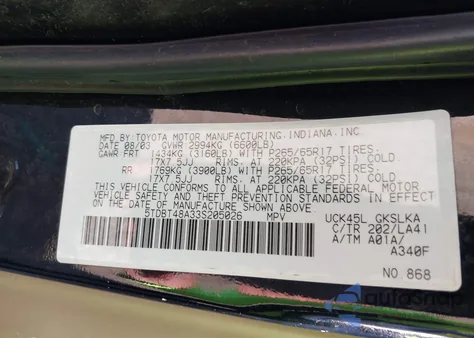 MFD BY: TOYOTA MOTOR MANUFACTURING, INDIANA, INC.
DATE 08/03 GVWR 2994KG (6600LB)
GAWR-FRT 1434KG (3160LB) WITH P265/65R17 TIRES.
17X7.5JJ RIMS. AT 220KPA (32PSI) COLD.
RR 1769KG (3900LB) WITH P265/65R17 TIRES.
17X7.5JJ RIMS. AT 220KPA (32PSI) COLD.
THIS VEHICLE CONFORMS TO ALL APPLICABLE FEDERAL MOTOR
VEHICLE SAFETY AND THEFT PREVENTION STANDARDS IN EFFECT
ON THE DATE OF MANUFACTURE SHOWN ABOVE.
5TDBT48A33S205026 MPV
UCK45L GKSLKA
C/TR 202/LA41
A/TM A01A/
A340F
NO. 868
autosnap